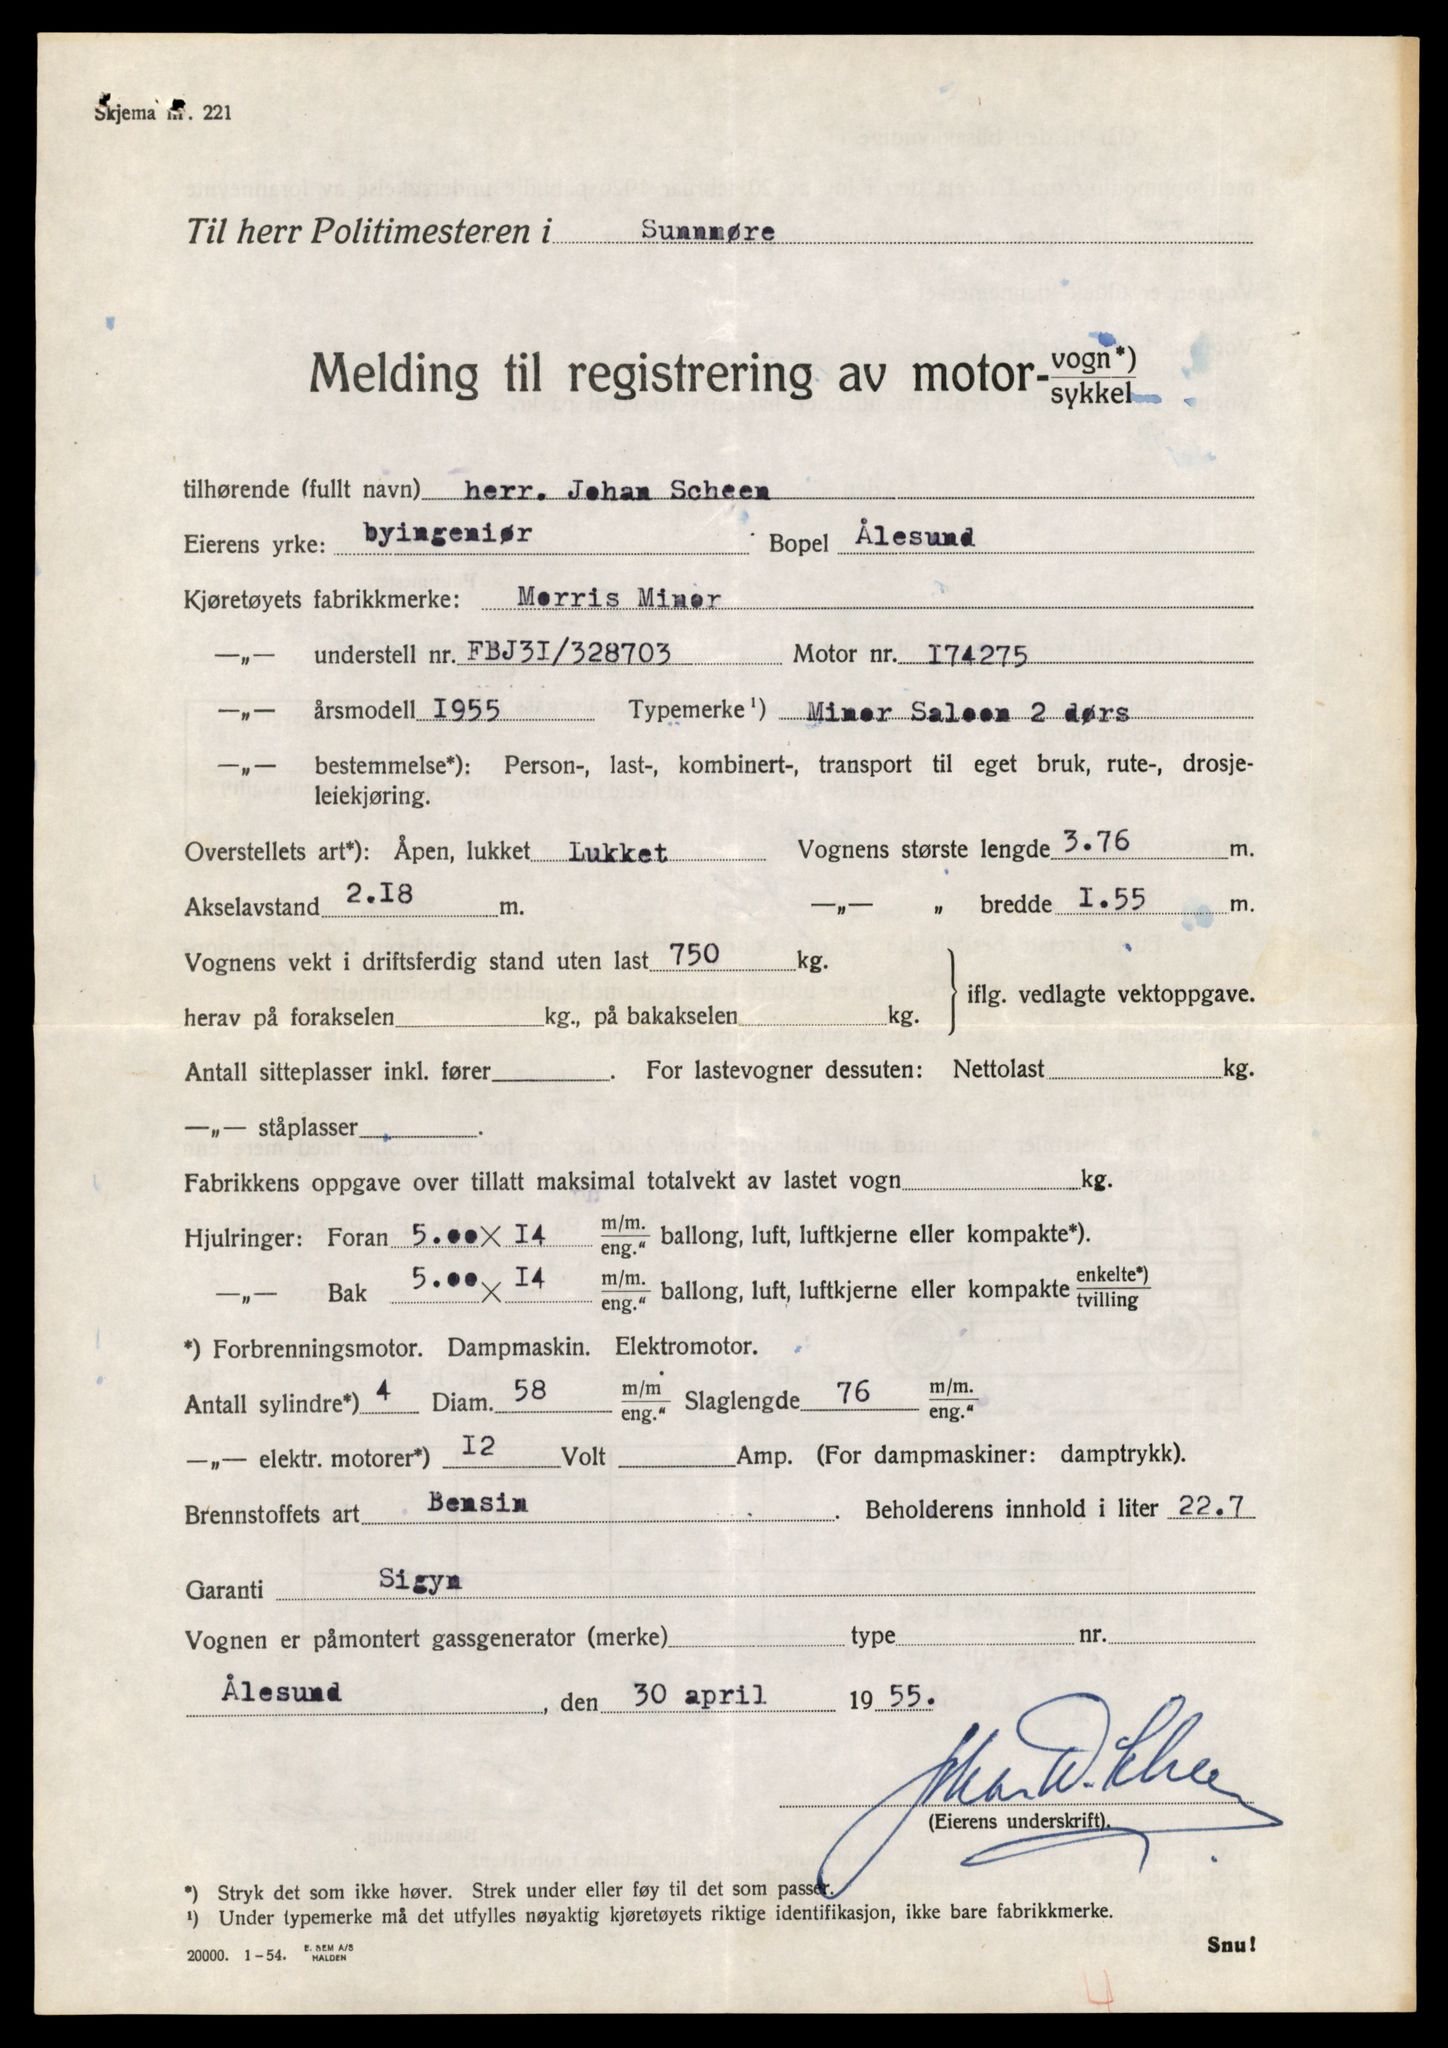 Skjema nr. 221
Til herr Politimesteren i Sunnmøre
Melding til registrering av motor-vogn*)
sykkel
tilhørende (fullt navn) herr. Johan Scheen
Eierens yrke: byingeniør Bopel Ålesund
Kjøretøyets fabrikkmerke: Morris Minor
—„— understell nr. FBJ3I/328703 Motor nr. I74275
—„— årsmodell I955 Typemerke¹) Minor Saloon 2 dørs
—„— bestemmelse*): Person-, last-, kombinert-, transport til eget bruk, rute-, drosje-
leiekjøring.
Overstellets art*): Åpen, lukket Lukket Vognens største lengde 3.76 m.
Akselavstand 2.I8 m. —„— „ bredde I.55 m.
Vognens vekt i driftsferdig stand uten last 750 kg.
herav på forakselen kg., på bakakselen kg. } iflg. vedlagte vektoppgave.
Antall sitteplasser inkl. fører . For lastevogner dessuten: Nettolast kg.
—„— ståplasser .
Fabrikkens oppgave over tillatt maksimal totalvekt av lastet vogn kg.
Hjulringer: Foran 5.00 X I4 m/m. eng." ballong, luft, luftkjerne eller kompakte*).
—„— Bak 5.00 X I4 m/m. eng." ballong, luft, luftkjerne eller kompakte enkelte*) tvilling
*) Forbrenningsmotor. Dampmaskin. Elektromotor.
Antall sylindre*) 4 Diam. 58 m/m eng." Slaglengde 76 m/m. eng."
—„— elektr. motorer*) I2 Volt Amp. (For dampmaskiner: damptrykk).
Brennstoffets art Bensin . Beholderens innhold i liter 22.7
Garanti Sigyn
Vognen er påmontert gassgenerator (merke) type nr.
Ålesund , den 30 april 19 55.
Johan W. Scheen
(Eierens underskrift).
*) Stryk det som ikke høver. Strek under eller føy til det som passer.
¹) Under typemerke må det utfylles nøyaktig kjøretøyets riktige identifikasjon, ikke bare fabrikkmerke.
20000. 1-54. E. SEM A/S HALDEN
Snu!
4